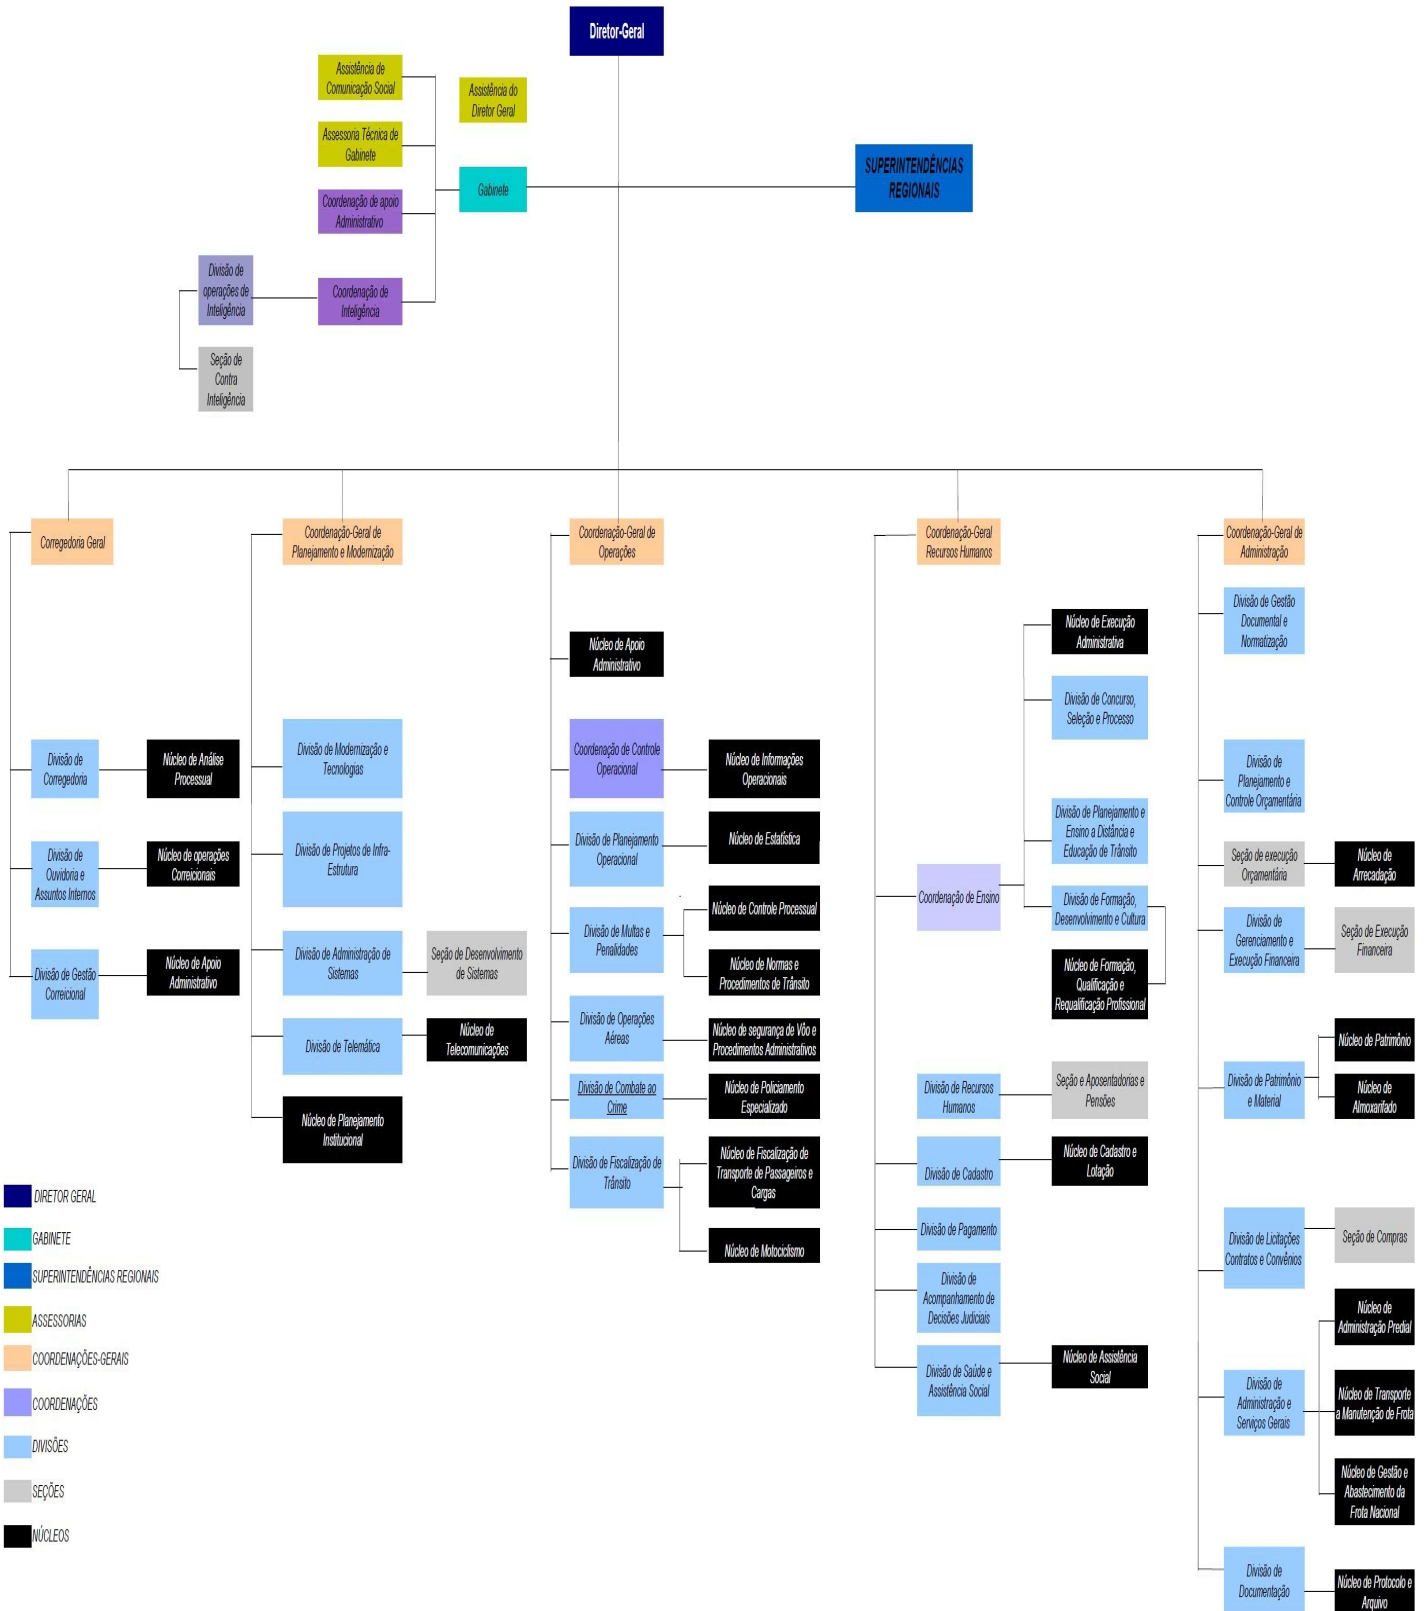 Diretor-Geral
Assistência de
Comunicação Social
Assistência do
Diretor Geral
Assessoria Técnica de
Gabinete
SUPERINTENDÊNCIAS
REGIONAIS
Gabinete
Coordenação de apoio
Administrativo
Divisão de
operações de
Inteligência
Coordenação de
Inteligência
Seção de
Contra
Inteligência
Corregedoria Geral
Divisão de
Corregedoria
Núcleo de Análise
Processual
Divisão de
Ouvidoria e
Assuntos Internos
Núcleo de operações
Correicionais
Divisão de Gestão
Correicional
Núcleo de Apoio
Administrativo
Coordenação-Geral de
Planejamento e Modernização
Divisão de Modernização e
Tecnologias
Divisão de Projetos de Infra-
Estrutura
Divisão de Administração de
Sistemas
Seção de Desenvolvimento
de Sistemas
Divisão de Telemática
Núcleo de
Telecomunicações
Núcleo de Planejamento
Institucional
Coordenação-Geral de
Operações
Núcleo de Apoio
Administrativo
Coordenação de Controle
Operacional
Núcleo de Informações
Operacionais
Divisão de Planejamento
Operacional
Núcleo de Estatística
Divisão de Multas e
Penalidades
Núcleo de Controle Processual
Núcleo de Normas e
Procedimentos de Trânsito
Divisão de Operações
Aéreas
Núcleo de segurança de Vôo e
Procedimentos Administrativos
Divisão de Combate ao
Crime
Núcleo de Policiamento
Especializado
Divisão de Fiscalização de
Trânsito
Núcleo de Fiscalização de
Transporte de Passageiros e
Cargas
Núcleo de Motociclismo
Coordenação-Geral
Recursos Humanos
Núcleo de Execução
Administrativa
Divisão de Concurso,
Seleção e Processo
Divisão de Planejamento e
Ensino a Distância e
Educação de Trânsito
Coordenação de Ensino
Divisão de Formação,
Desenvolvimento e Cultura
Núcleo de Formação,
Qualificação e
Requalificação Profissional
Divisão de Recursos
Humanos
Seção e Aposentadorias e
Pensões
Divisão de Cadastro
Núcleo de Cadastro e
Lotação
Divisão de Pagamento
Divisão de
Acompanhamento de
Decisões Judiciais
Divisão de Saúde e
Assistência Social
Núcleo de Assistência
Social
Coordenação-Geral de
Administração
Divisão de Gestão
Documental e
Normatização
Divisão de
Planejamento e
Controle Orçamentária
Seção de execução
Orçamentária
Núcleo de
Arrecadação
Divisão de
Gerenciamento e
Execução Financeira
Seção de Execução
Financeira
Divisão de Patrimônio
e Material
Núcleo de Patrimônio
Núcleo de
Almoxarifado
Divisão de Licitações
Contratos e Convênios
Seção de Compras
Divisão de
Administração e
Serviços Gerais
Núcleo de
Administração Predial
Núcleo de Transporte
a Manutenção de Frota
Núcleo de Gestão e
Abastecimento da
Frota Nacional
Divisão de
Documentação
Núcleo de Protocolo e
Arquivo
DIRETOR GERAL
GABINETE
SUPERINTENDÊNCIAS REGIONAIS
ASSESSORIAS
COORDENAÇÕES-GERAIS
COORDENAÇÕES
DIVISÕES
SEÇÕES
NÚCLEOS